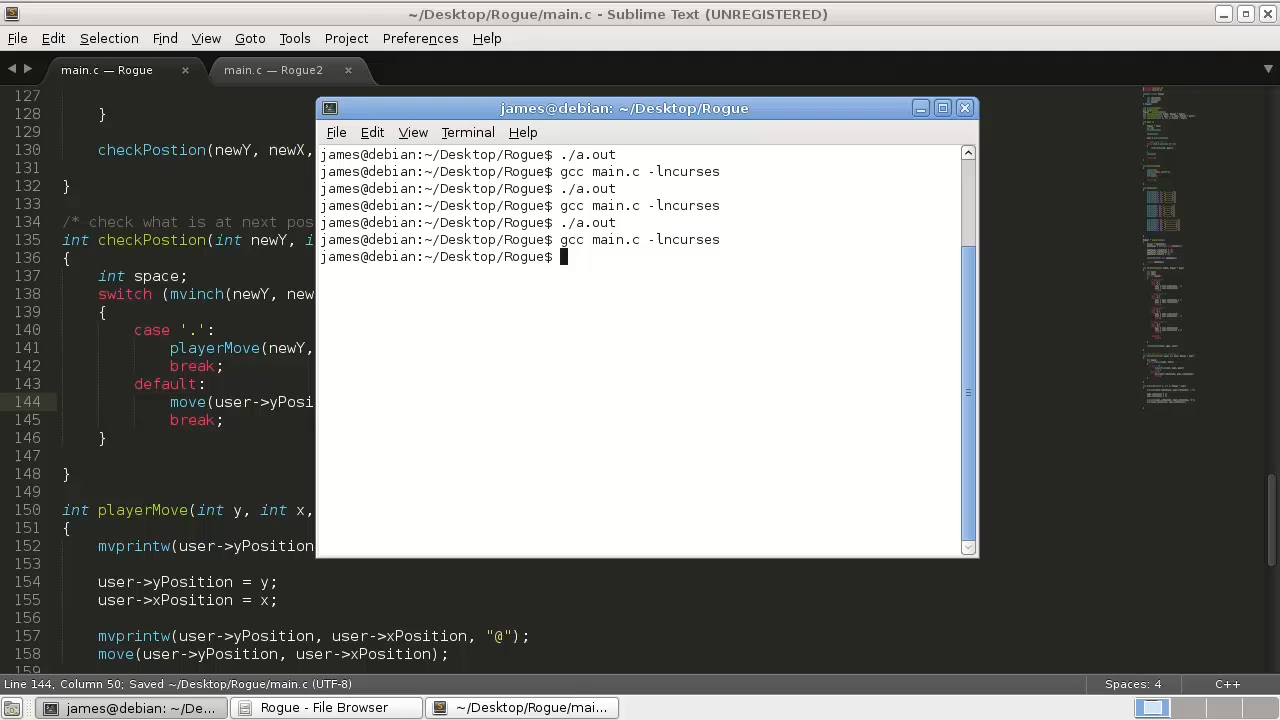 ~/Desktop/Rogue/main.c - Sublime Text (UNREGISTERED)
File Edit Selection Find View Goto Tools Project Preferences Help
main.c — Rogue × main.c — Rogue2 ×
127
128 }
129
130 checkPostion(newY, newX,
131
132 }
133
134 /* check what is at next pos
135 int checkPostion(int newY, i
136 {
137 int space;
138 switch (mvinch(newY, new
139 {
140 case '.':
141 playerMove(newY,
142 break;
143 default:
144 move(user->yPosi
145 break;
146 }
147
148 }
149
150 int playerMove(int y, int x,
151 {
152 mvprintw(user->yPosition
153
154 user->yPosition = y;
155 user->xPosition = x;
156
157 mvprintw(user->yPosition, user->xPosition, "@");
158 move(user->yPosition, user->xPosition);
159
james@debian: ~/Desktop/Rogue
File Edit View Terminal Help
james@debian:~/Desktop/Rogue$ ./a.out
james@debian:~/Desktop/Rogue$ gcc main.c -lncurses
james@debian:~/Desktop/Rogue$ ./a.out
james@debian:~/Desktop/Rogue$ gcc main.c -lncurses
james@debian:~/Desktop/Rogue$ ./a.out
james@debian:~/Desktop/Rogue$ gcc main.c -lncurses
james@debian:~/Desktop/Rogue$
Line 144, Column 50; Saved ~/Desktop/Rogue/main.c (UTF-8) Spaces: 4 C++
james@debian: ~/De... Rogue - File Browser ~/Desktop/Rogue/mai...